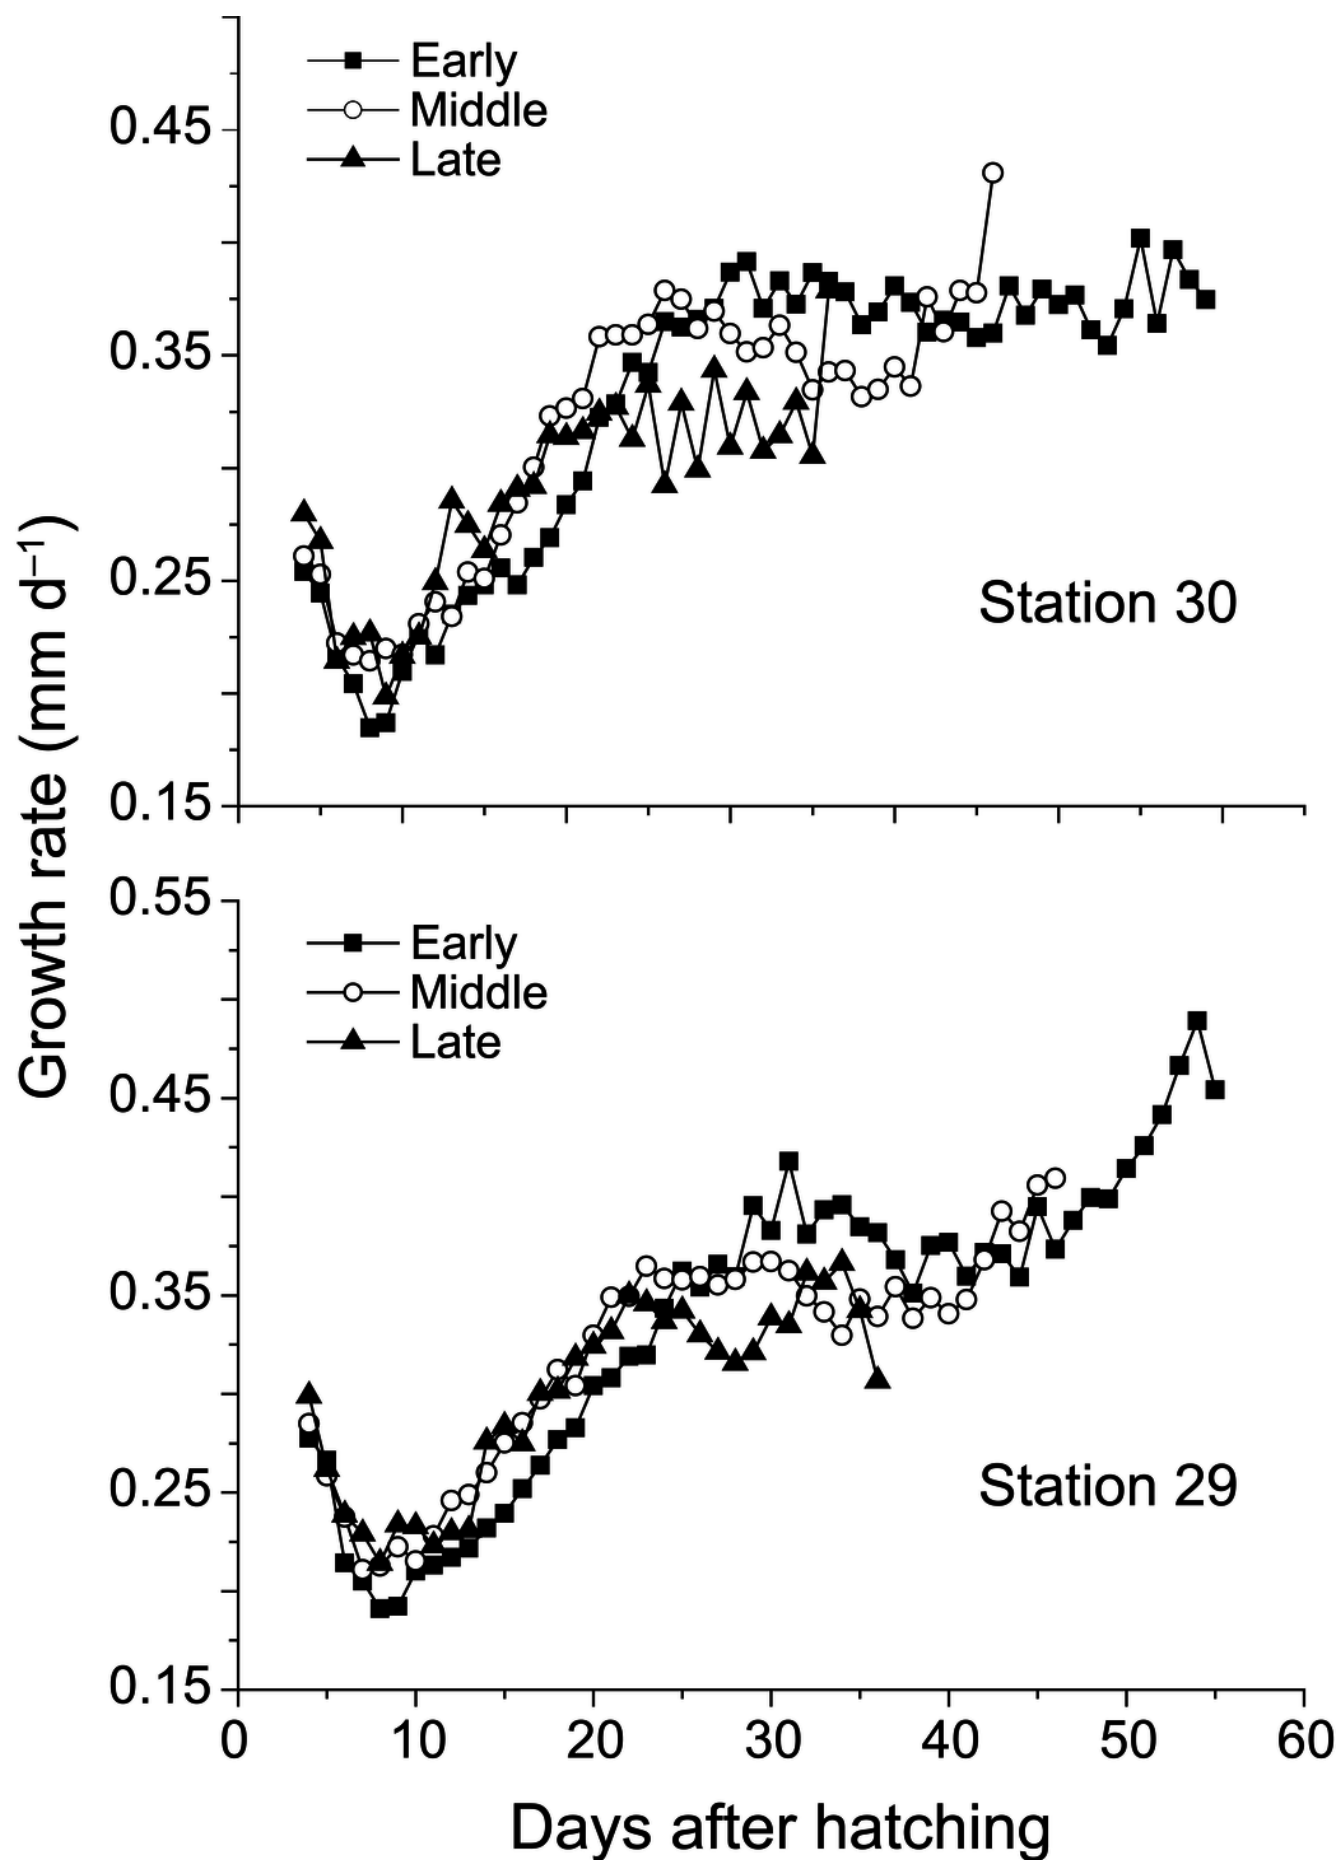 Early
Middle
Late
0.45
0.35
0.25
0.15
Station 30
Growth rate (mm d⁻¹)
0.55
Early
Middle
Late
0.45
0.35
0.25
0.15
Station 29
0 10 20 30 40 50 60
Days after hatching